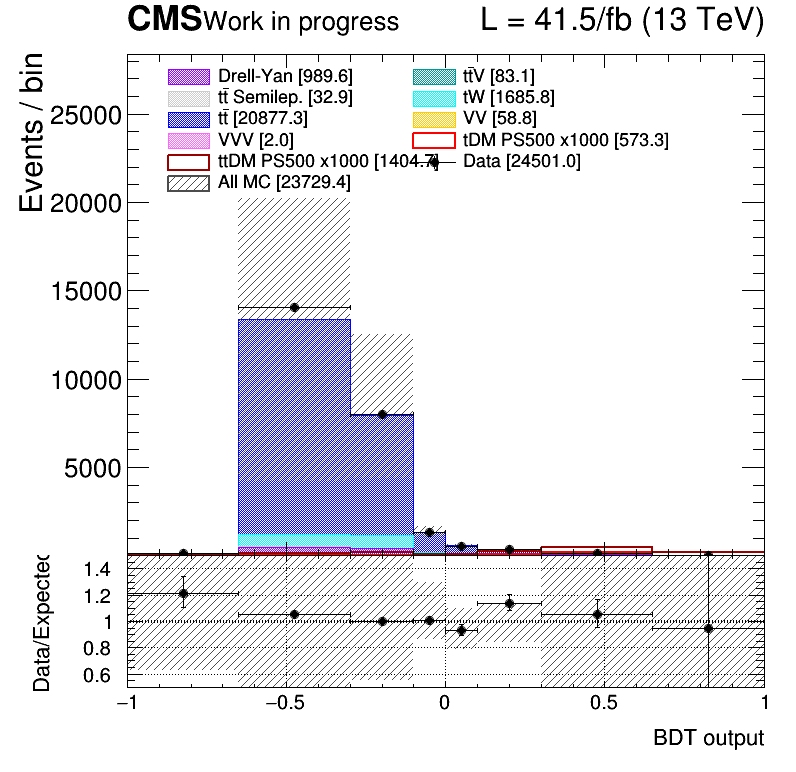 CMS Work in progress L = 41.5/fb (13 TeV)
Events / bin
Drell-Yan [989.6] tt̄V [83.1]
tt̄ Semilep. [32.9] tW [1685.8]
tt̄ [20877.3] VV [58.8]
VVV [2.0] tDM PS500 x1000 [573.3]
ttDM PS500 x1000 [1404.7] Data [24501.0]
All MC [23729.4]
25000
20000
15000
10000
5000
Data/Expected
1.4
1.2
1
0.8
0.6
−1 −0.5 0 0.5 1
BDT output